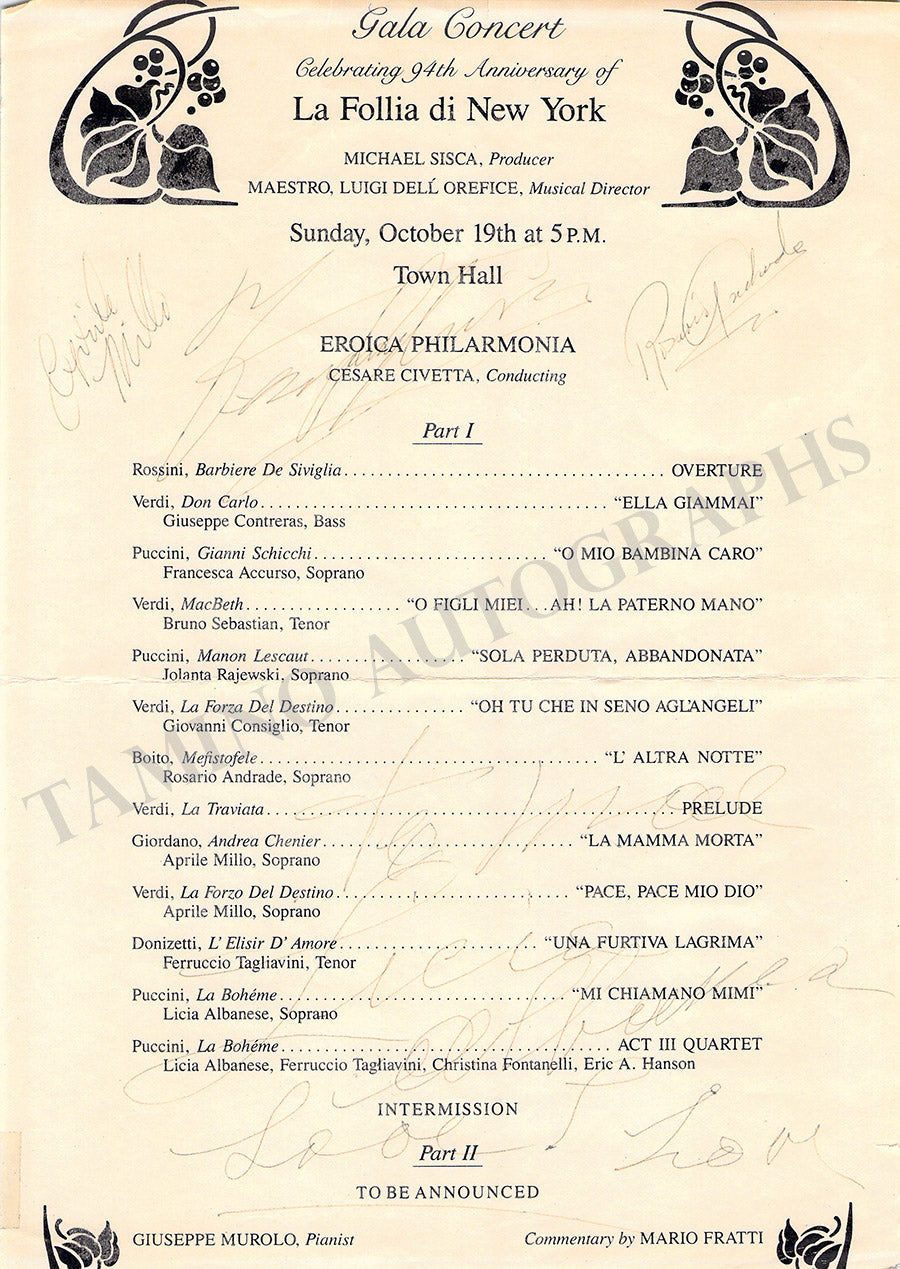 Gala Concert
Celebrating 94th Anniversary of
La Follia di New York
MICHAEL SISCA, Producer
MAESTRO, LUIGI DELĹ OREFICE, Musical Director
Sunday, October 19th at 5 P.M.
Town Hall
Aprile
Millo
Rosario Andrade
EROICA PHILARMONIA
CESARE CIVETTA, Conducting
Part I
Rossini, Barbiere De Siviglia........................................ OVERTURE
Verdi, Don Carlo........................................ "ELLA GIAMMAI"
Giuseppe Contreras, Bass
Puccini, Gianni Schicchi.............................. "O MIO BAMBINA CARO"
Francesca Accurso, Soprano
Verdi, MacBeth.................. "O FIGLI MIEI...AH! LA PATERNO MANO"
Bruno Sebastian, Tenor
Puccini, Manon Lescaut.................... "SOLA PERDUTA, ABBANDONATA"
Jolanta Rajewski, Soprano
Verdi, La Forza Del Destino............... "OH TU CHE IN SENO AGL'ANGELI"
Giovanni Consiglio, Tenor
Boito, Mefistofele........................................ "L' ALTRA NOTTE"
Rosario Andrade, Soprano
Verdi, La Traviata.................................................. PRELUDE
Giordano, Andrea Chenier.............................. "LA MAMMA MORTA"
Aprile Millo, Soprano
Verdi, La Forzo Del Destino............................ "PACE, PACE MIO DIO"
Aprile Millo, Soprano
Donizetti, L' Elisir D' Amore........................ "UNA FURTIVA LAGRIMA"
Ferruccio Tagliavini, Tenor
Puccini, La Bohéme................................... "MI CHIAMANO MIMI"
Licia Albanese, Soprano
Puccini, La Bohéme........................................ ACT III QUARTET
Licia Albanese, Ferruccio Tagliavini, Christina Fontanelli, Eric A. Hanson
Licia
Albanese
Love
INTERMISSION
Part II
TO BE ANNOUNCED
GIUSEPPE MUROLO, Pianist
Commentary by MARIO FRATTI
TAMINO AUTOGRAPHS